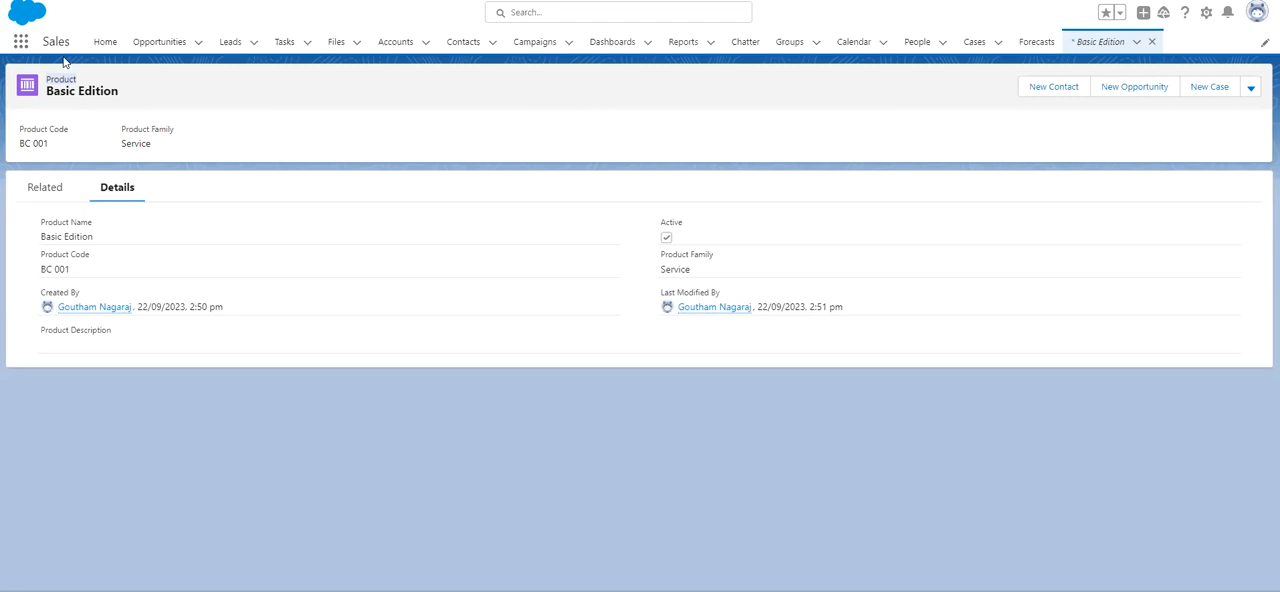 Search...
Sales Home Opportunities Leads Tasks Files Accounts Contacts Campaigns Dashboards Reports Chatter Groups Calendar People Cases Forecasts * Basic Edition
Product
Basic Edition
New Contact New Opportunity New Case
Product Code Product Family
BC 001 Service
Related Details
Product Name Active
Basic Edition
Product Code Product Family
BC 001 Service
Created By Last Modified By
Goutham Nagaraj, 22/09/2023, 2:50 pm Goutham Nagaraj, 22/09/2023, 2:51 pm
Product Description